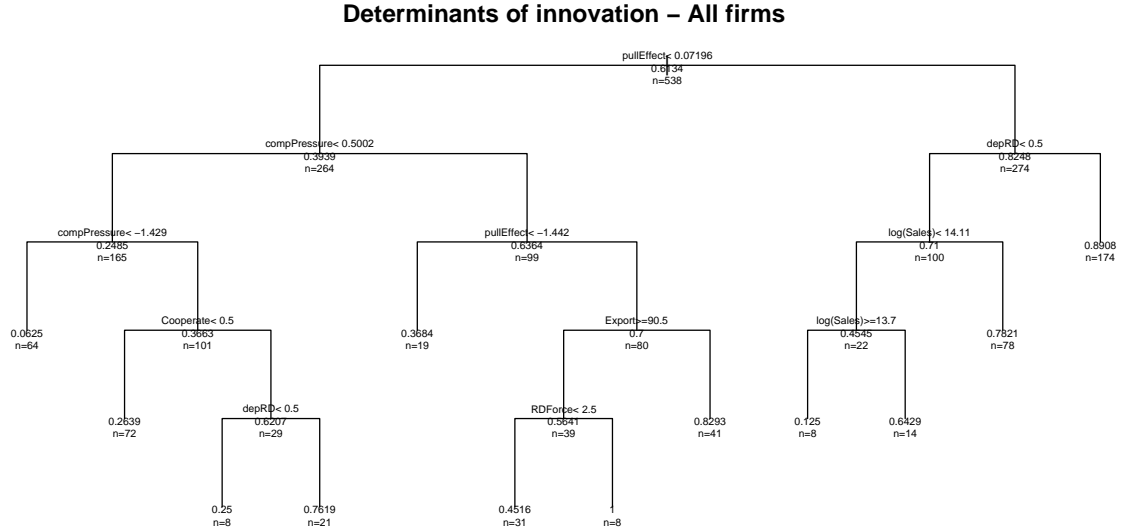 Determinants of innovation – All firms
pullEffect< 0.07196
0.6134
n=538
compPressure< 0.5002
0.3939
n=264
depRD< 0.5
0.8248
n=274
compPressure< −1.429
0.2485
n=165
pullEffect< −1.442
0.6364
n=99
log(Sales)< 14.11
0.71
n=100
0.8908
n=174
0.0625
n=64
Cooperate< 0.5
0.3663
n=101
0.3684
n=19
Export>=90.5
0.7
n=80
log(Sales)>=13.7
0.4545
n=22
0.7821
n=78
0.2639
n=72
depRD< 0.5
0.6207
n=29
RDForce< 2.5
0.5641
n=39
0.8293
n=41
0.125
n=8
0.6429
n=14
0.25
n=8
0.7619
n=21
0.4516
n=31
1
n=8